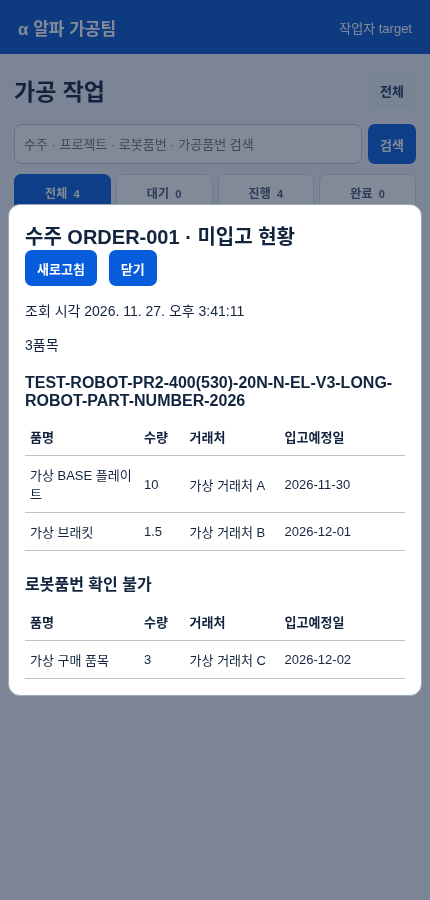 α 알파 가공팀
작업자 target
가공 작업
전체
수주 · 프로젝트 · 로봇품번 · 가공품번 검색
검색
전체 4
대기 0
진행 4
완료 0
수주 ORDER-001 · 미입고 현황
새로고침
닫기
조회 시각 2026. 11. 27. 오후 3:41:11
3품목
TEST-ROBOT-PR2-400(530)-20N-N-EL-V3-LONG-
ROBOT-PART-NUMBER-2026
품명 수량 거래처 입고예정일
가상 BASE 플레이
트 10 가상 거래처 A 2026-11-30
가상 브래킷 1.5 가상 거래처 B 2026-12-01
로봇품번 확인 불가
품명 수량 거래처 입고예정일
가상 구매 품목 3 가상 거래처 C 2026-12-02